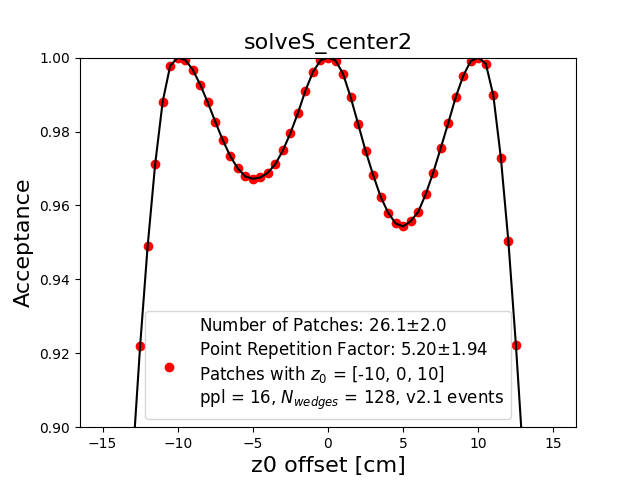 solveS_center2
1.00
0.98
0.96
0.94
0.92
0.90
Acceptance
Number of Patches: 26.1±2.0
Point Repetition Factor: 5.20±1.94
Patches with z₀ = [-10, 0, 10]
ppl = 16, N_wedges = 128, v2.1 events
−15 −10 −5 0 5 10 15
z0 offset [cm]